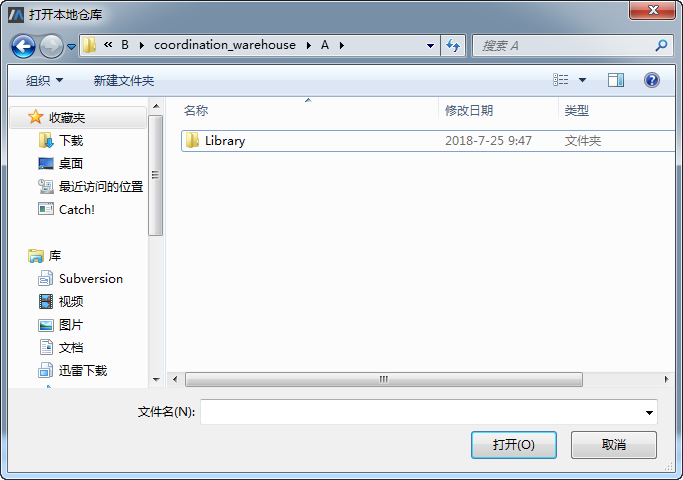 打开本地仓库
« B coordination_warehouse A
搜索 A
组织 新建文件夹
名称 修改日期 类型
Library 2018-7-25 9:47 文件夹
收藏夹
下载
桌面
最近访问的位置
Catch!
库
Subversion
视频
图片
文档
迅雷下载
文件名(N):
打开(O) 取消